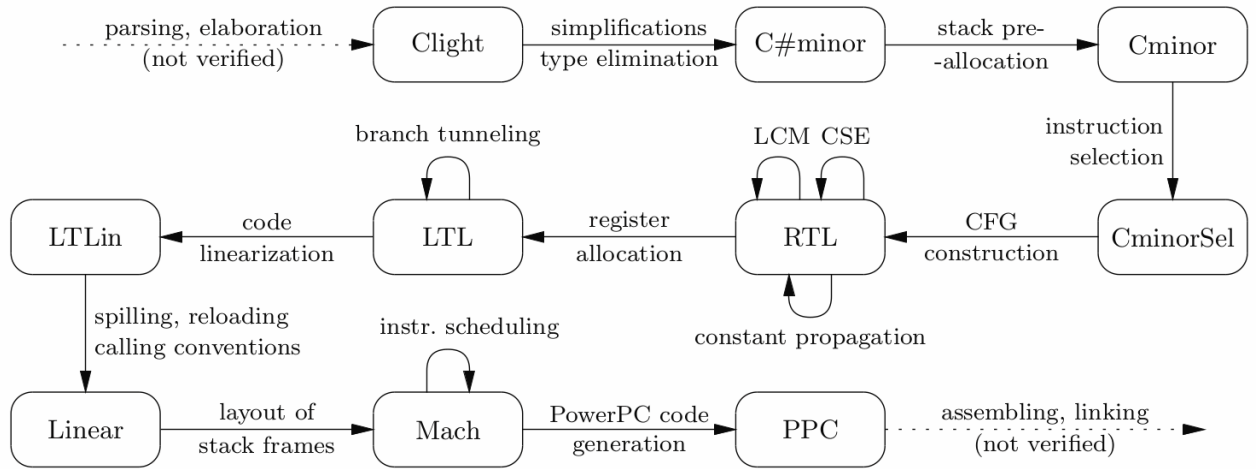 parsing, elaboration
(not verified)
Clight
simplifications
type elimination
C#minor
stack pre-
-allocation
Cminor
instruction
selection
CminorSel
CFG
construction
LCM CSE
RTL
constant propagation
register
allocation
branch tunneling
LTL
code
linearization
LTLin
spilling, reloading
calling conventions
Linear
layout of
stack frames
instr. scheduling
Mach
PowerPC code
generation
PPC
assembling, linking
(not verified)